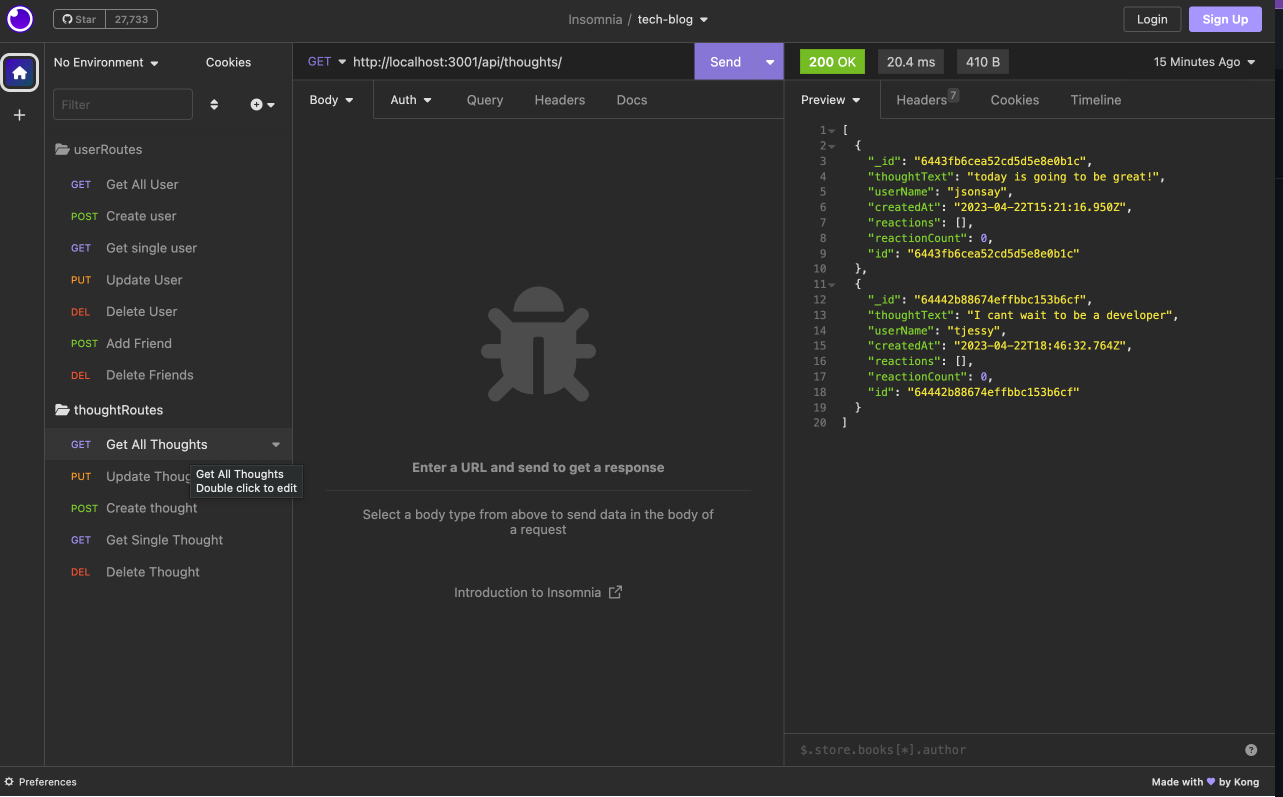 Star 27,733
Insomnia / tech-blog
Login
Sign Up
No Environment
Cookies
Filter
userRoutes
GET Get All User
POST Create user
GET Get single user
PUT Update User
DEL Delete User
POST Add Friend
DEL Delete Friends
thoughtRoutes
GET Get All Thoughts
PUT Update Thoug
Get All Thoughts
Double click to edit
POST Create thought
GET Get Single Thought
DEL Delete Thought
GET http://localhost:3001/api/thoughts/
Send
Body Auth Query Headers Docs
Enter a URL and send to get a response
Select a body type from above to send data in the body of
a request
Introduction to Insomnia
200 OK 20.4 ms 410 B 15 Minutes Ago
Preview Headers 7 Cookies Timeline
1 [
2 {
3 "_id": "6443fb6cea52cd5d5e8e0b1c",
4 "thoughtText": "today is going to be great!",
5 "userName": "jsonsay",
6 "createdAt": "2023-04-22T15:21:16.950Z",
7 "reactions": [],
8 "reactionCount": 0,
9 "id": "6443fb6cea52cd5d5e8e0b1c"
10 },
11 {
12 "_id": "64442b88674effbbc153b6cf",
13 "thoughtText": "I cant wait to be a developer",
14 "userName": "tjessy",
15 "createdAt": "2023-04-22T18:46:32.764Z",
16 "reactions": [],
17 "reactionCount": 0,
18 "id": "64442b88674effbbc153b6cf"
19 }
20 ]
$.store.books[*].author
?
Preferences
Made with 💜 by Kong